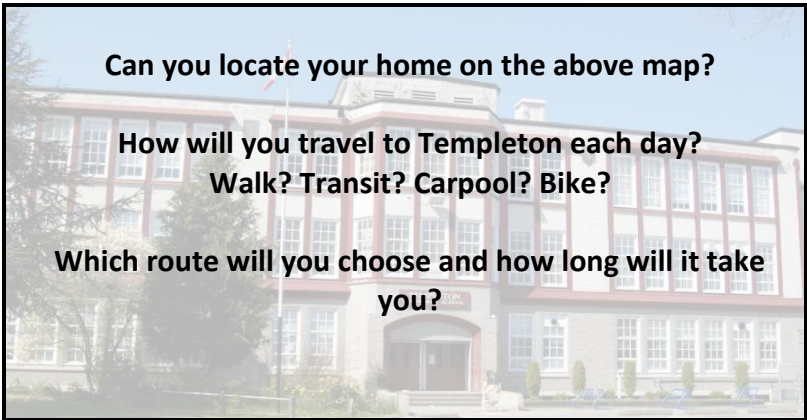 Can you locate your home on the above map?
How will you travel to Templeton each day?
Walk? Transit? Carpool? Bike?
Which route will you choose and how long will it take
you?